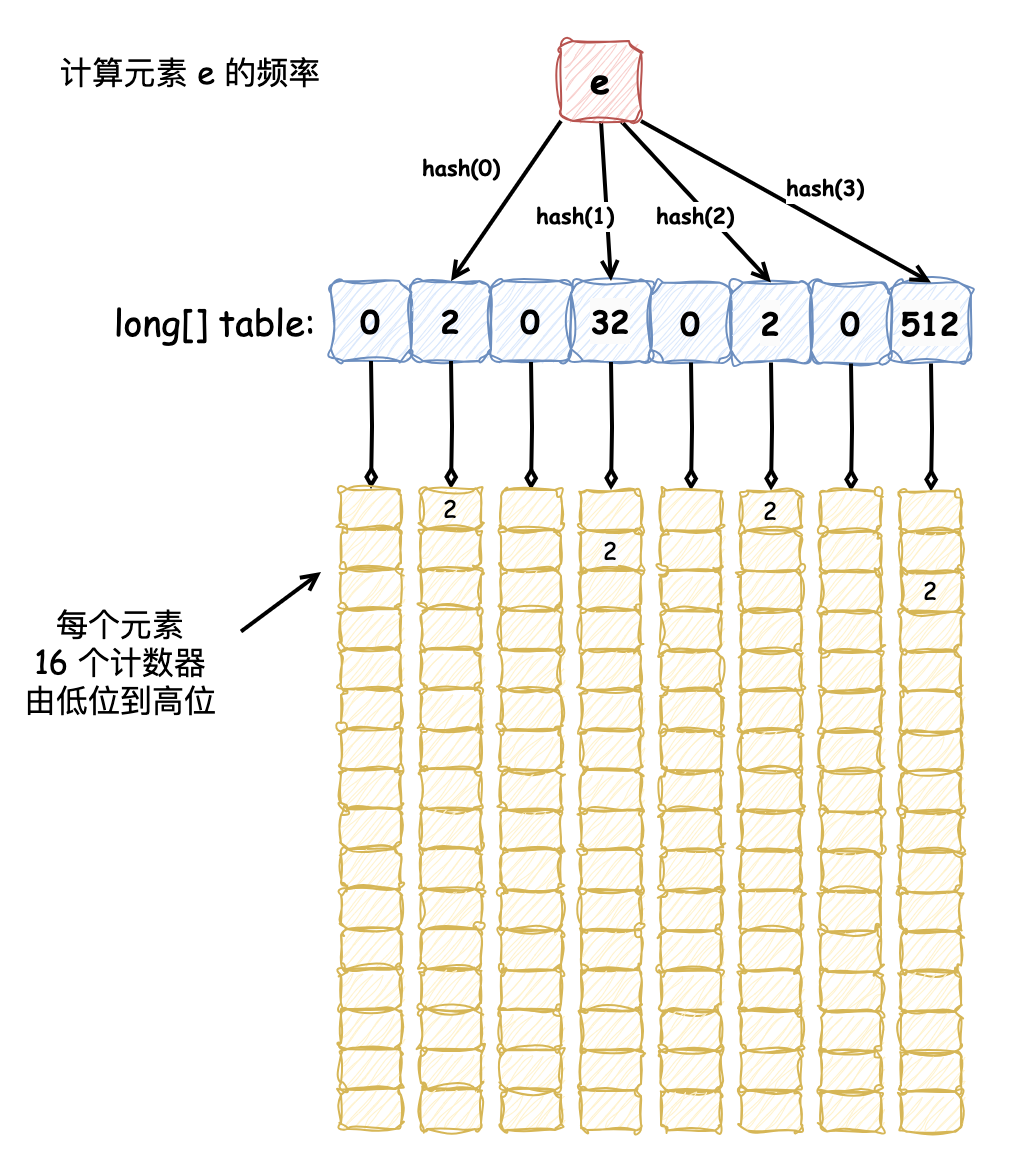 计算元素 e 的频率
e
hash(0)
hash(3)
hash(1)
hash(2)
long[] table:
0 2 0 32 0 2 0 512
2 2
2
2
每个元素
16 个计数器
由低位到高位